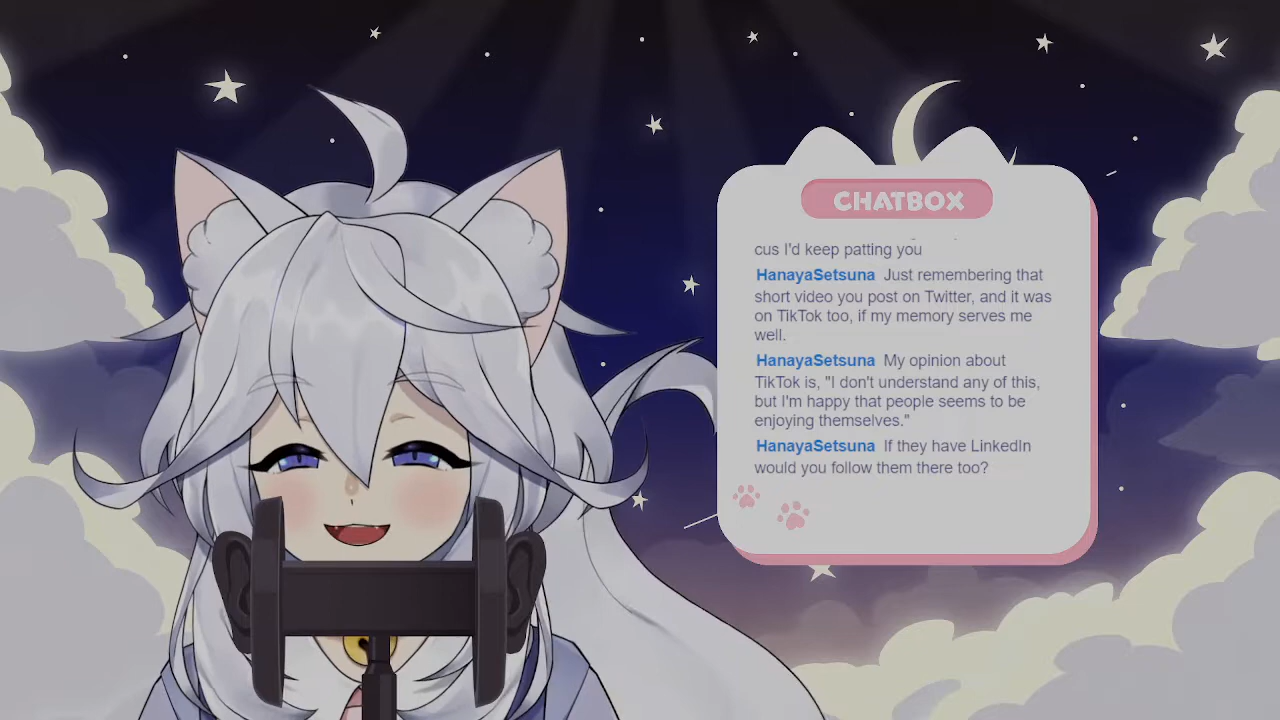 CHATBOX
cus I'd keep patting you
HanayaSetsuna Just remembering that
short video you post on Twitter, and it was
on TikTok too, if my memory serves me
well.
HanayaSetsuna My opinion about
TikTok is, "I don't understand any of this,
but I'm happy that people seems to be
enjoying themselves."
HanayaSetsuna If they have LinkedIn
would you follow them there too?